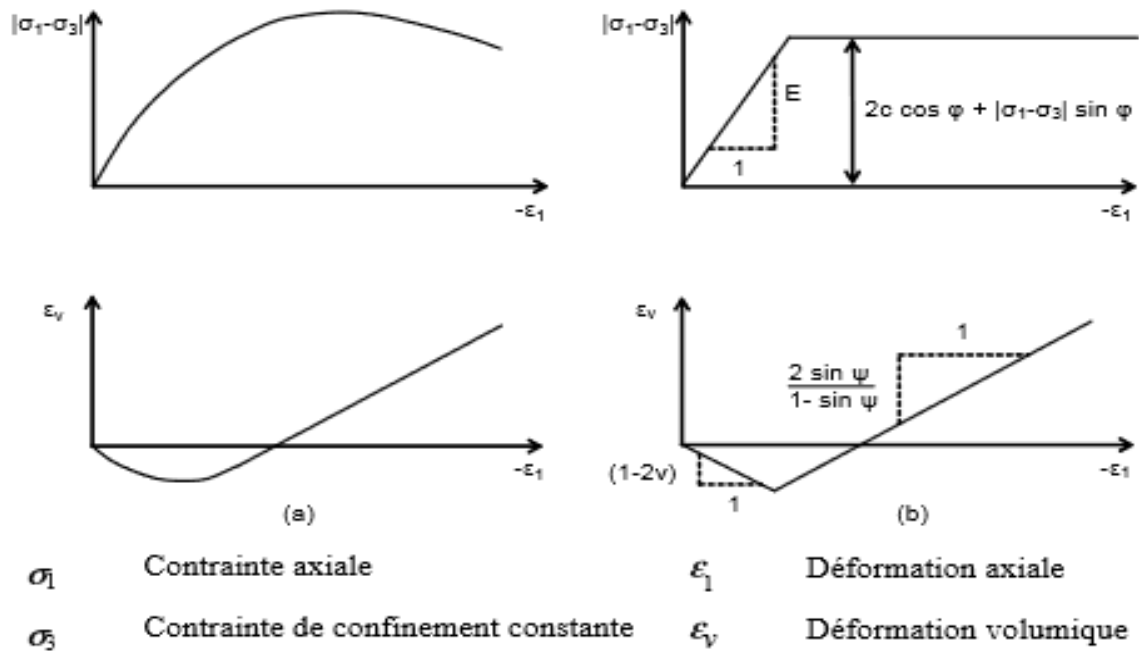 |σ₁-σ₃|
-ε₁
|σ₁-σ₃|
E
1
2c cos φ + |σ₁-σ₃| sin φ
-ε₁
εᵥ
-ε₁
(a)
εᵥ
1
2 sin ψ
1- sin ψ
(1-2ν)
1
-ε₁
(b)
σ₁ Contrainte axiale
ε₁ Déformation axiale
σ₃ Contrainte de confinement constante
εᵥ Déformation volumique